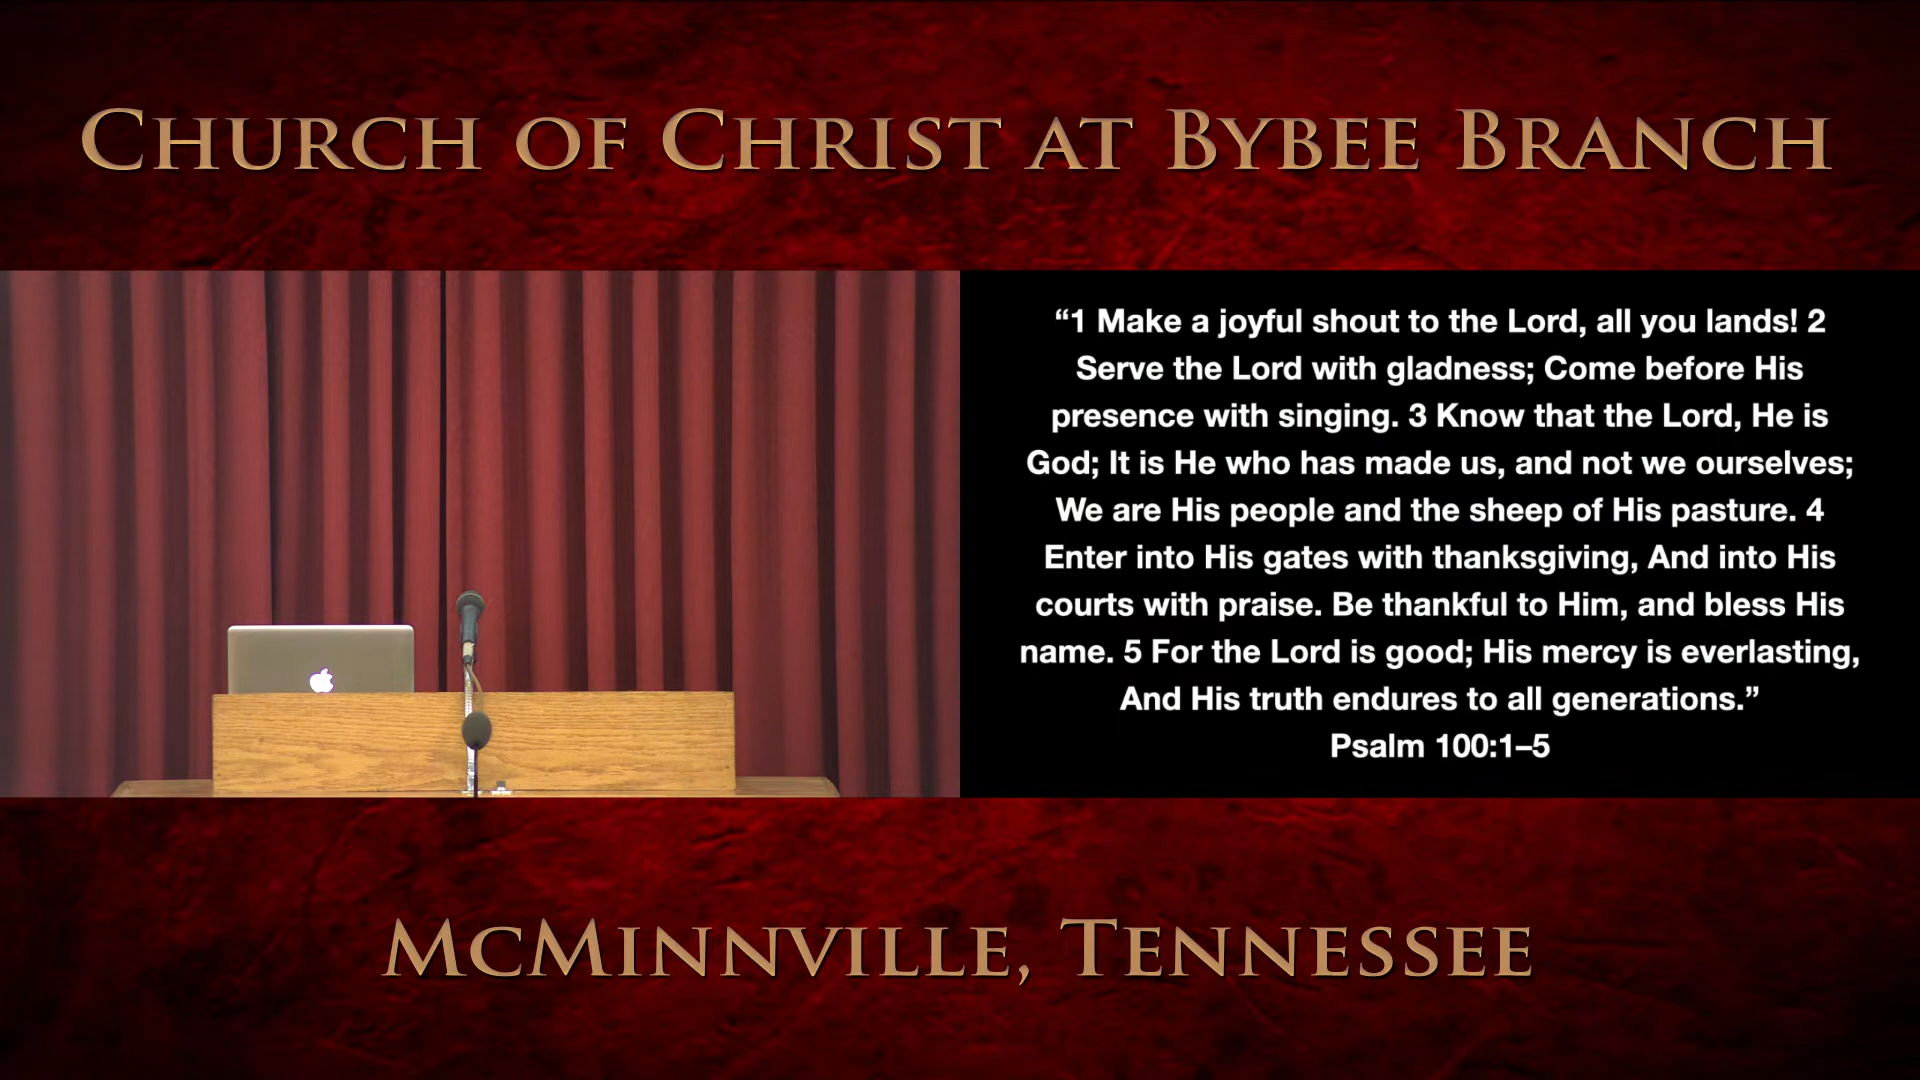 Church of Christ at Bybee Branch
“1 Make a joyful shout to the Lord, all you lands! 2
Serve the Lord with gladness; Come before His
presence with singing. 3 Know that the Lord, He is
God; It is He who has made us, and not we ourselves;
We are His people and the sheep of His pasture. 4
Enter into His gates with thanksgiving, And into His
courts with praise. Be thankful to Him, and bless His
name. 5 For the Lord is good; His mercy is everlasting,
And His truth endures to all generations.”
Psalm 100:1–5
McMinnville, Tennessee